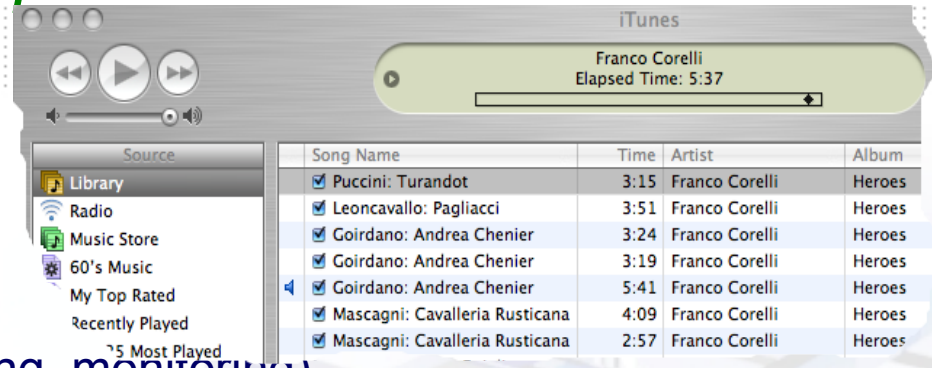 iTunes
Franco Corelli
Elapsed Time: 5:37
Source
Library
Radio
Music Store
60's Music
My Top Rated
Recently Played
25 Most Played
Song Name Time Artist Album
Puccini: Turandot 3:15 Franco Corelli Heroes
Leoncavallo: Pagliacci 3:51 Franco Corelli Heroes
Goirdano: Andrea Chenier 3:24 Franco Corelli Heroes
Goirdano: Andrea Chenier 3:19 Franco Corelli Heroes
Goirdano: Andrea Chenier 5:41 Franco Corelli Heroes
Mascagni: Cavalleria Rusticana 4:09 Franco Corelli Heroes
Mascagni: Cavalleria Rusticana 2:57 Franco Corelli Heroes
monitoring)